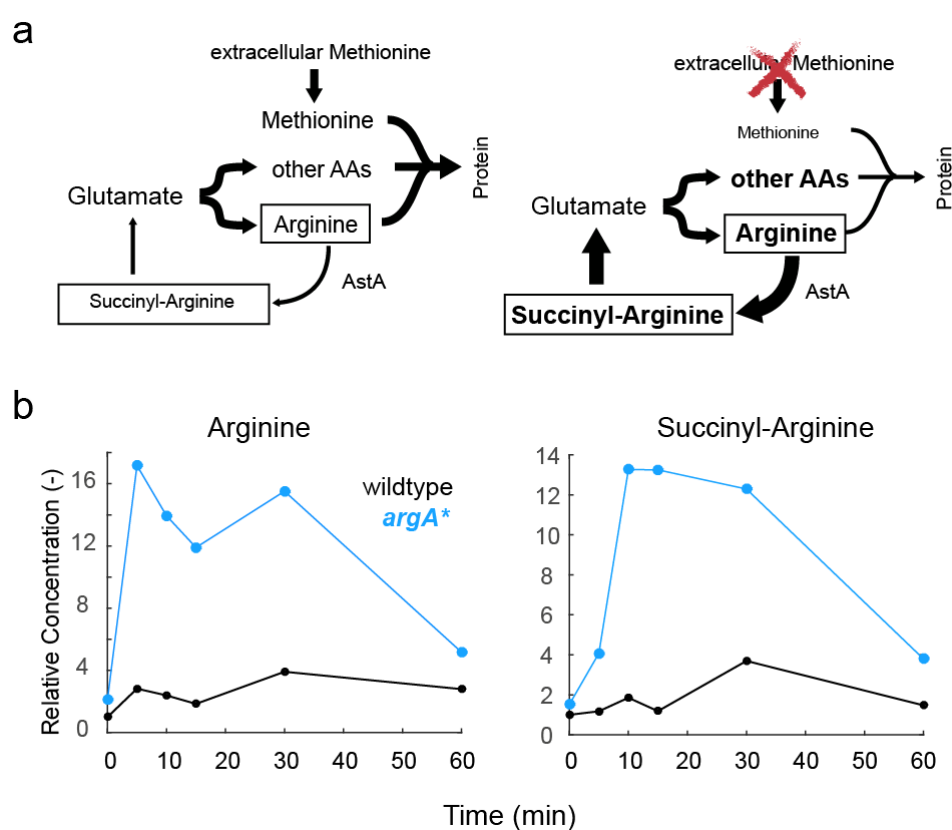 a
extracellular Methionine
Methionine
other AAs
Glutamate
Arginine
Protein
AstA
Succinyl-Arginine
extracellular Methionine
Methionine
other AAs
Glutamate
Arginine
Protein
AstA
Succinyl-Arginine
b
Arginine
Relative Concentration (-)
16
12
8
4
0
wildtype
argA*
0 10 20 30 40 50 60
Succinyl-Arginine
14
12
10
8
6
4
2
0
0 10 20 30 40 50 60
Time (min)